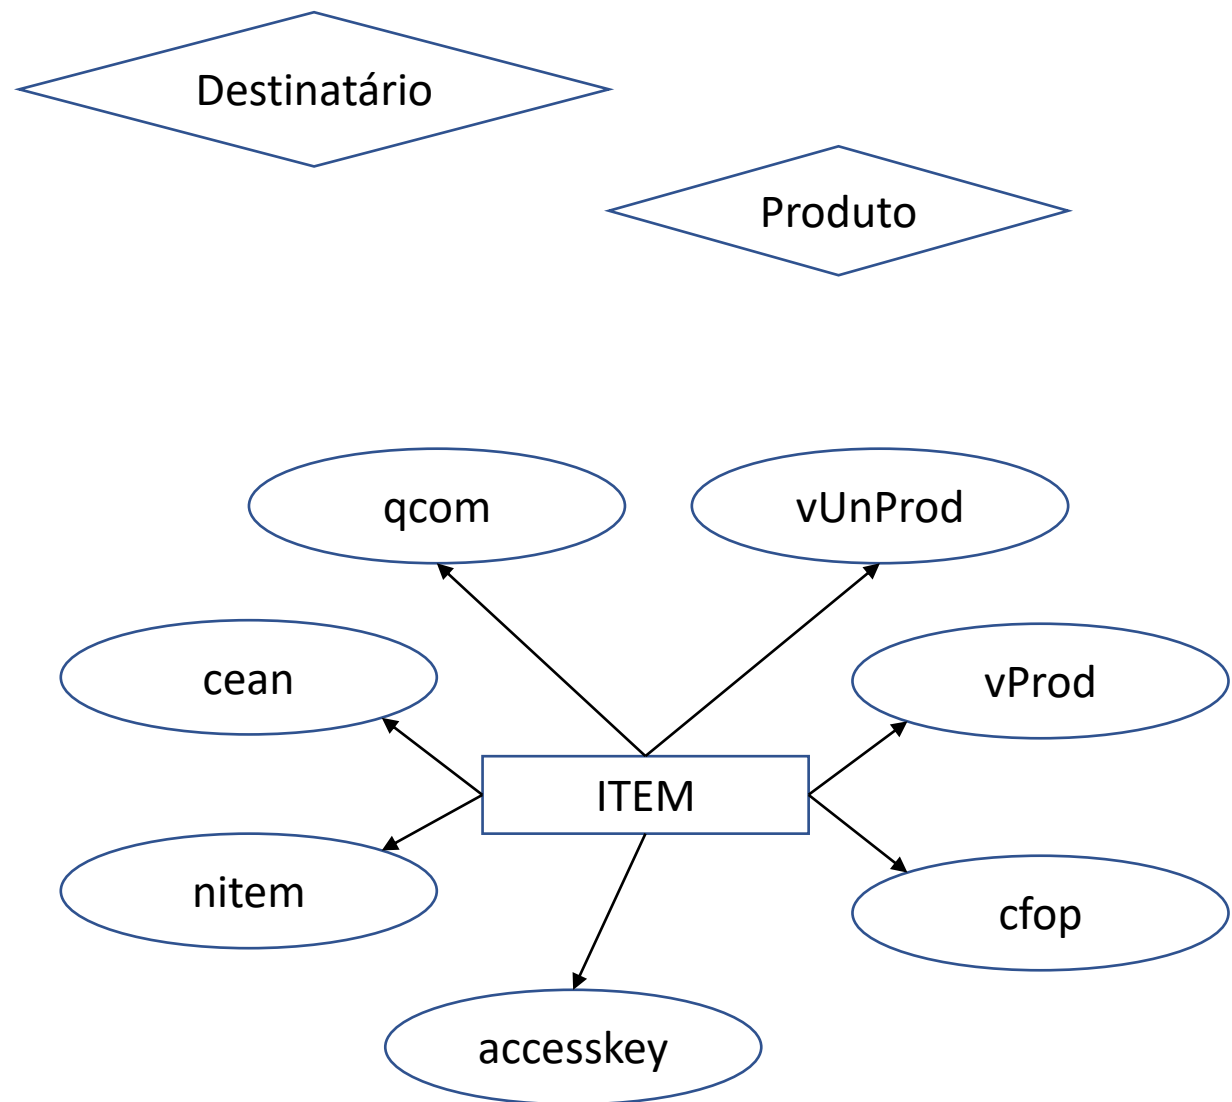 Destinatário
Produto
qcom
vUnProd
cean
vProd
ITEM
nitem
cfop
accesskey